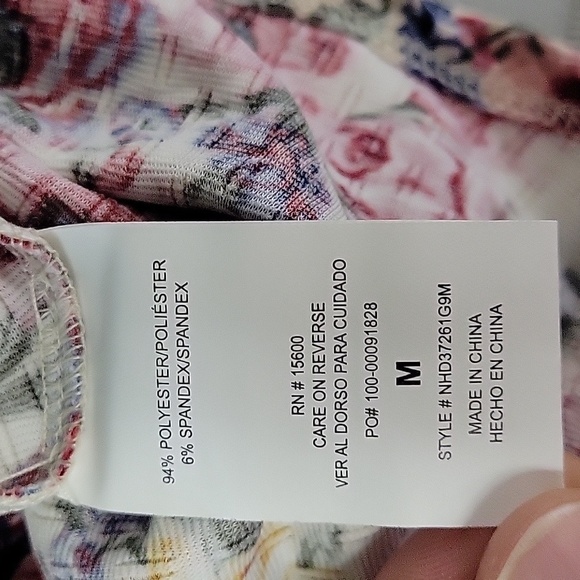 94% POLYESTER/POLIÉSTER
6% SPANDEX/SPANDEX
RN # 15600
CARE ON REVERSE
VER AL DORSO PARA CUIDADO
PO# 100-00091828
M
STYLE # NHD37261G9M
MADE IN CHINA
HECHO EN CHINA